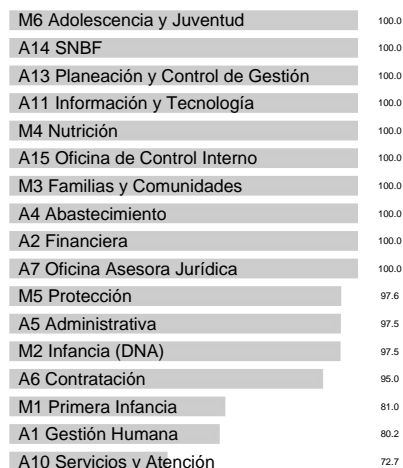 M6 Adolescencia y Juventud 100.0
A14 SNBF 100.0
A13 Planeación y Control de Gestión 100.0
A11 Información y Tecnología 100.0
M4 Nutrición 100.0
A15 Oficina de Control Interno 100.0
M3 Familias y Comunidades 100.0
A4 Abastecimiento 100.0
A2 Financiera 100.0
A7 Oficina Asesora Jurídica 100.0
M5 Protección 97.6
A5 Administrativa 97.5
M2 Infancia (DNA) 97.5
A6 Contratación 95.0
M1 Primera Infancia 81.0
A1 Gestión Humana 80.2
A10 Servicios y Atención 72.7